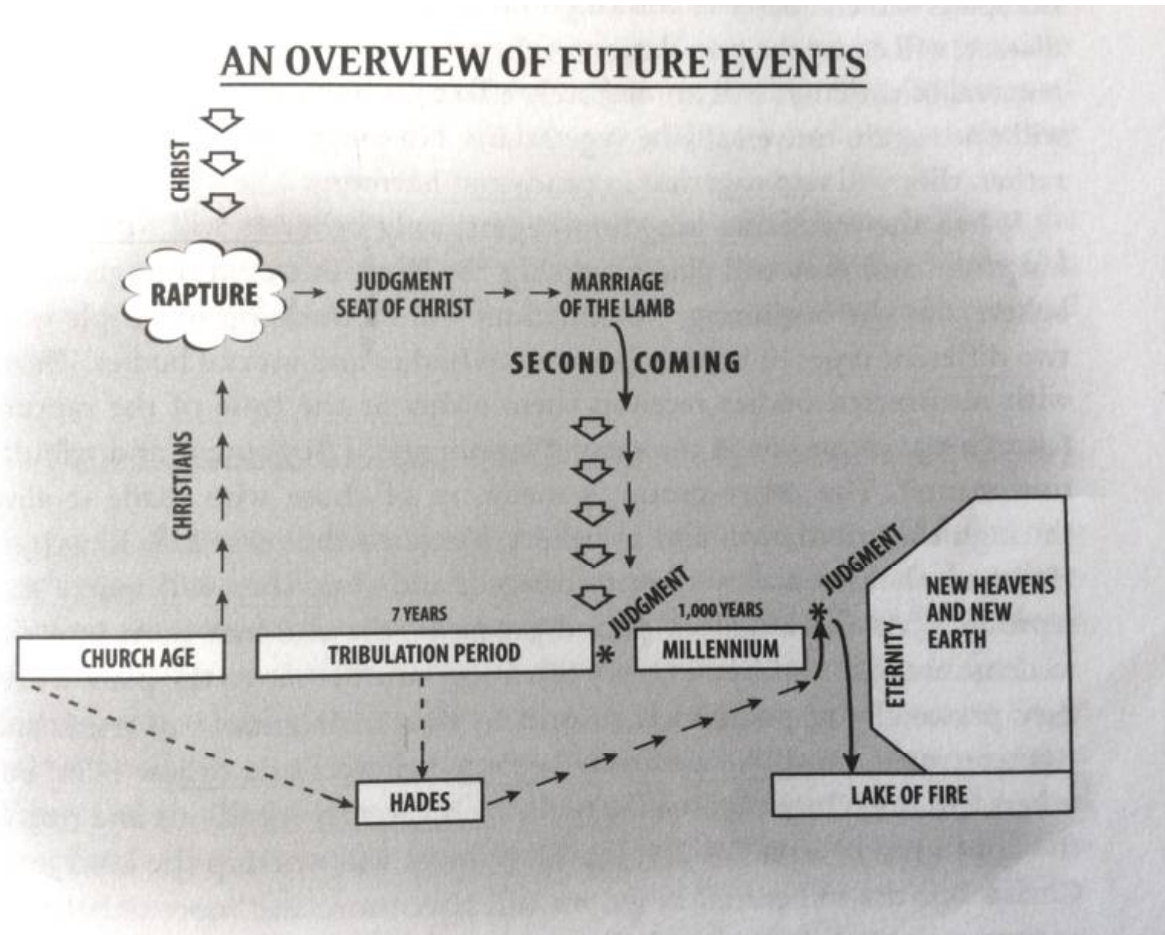 AN OVERVIEW OF FUTURE EVENTS
CHRIST
RAPTURE
JUDGMENT
SEAT OF CHRIST
MARRIAGE
OF THE LAMB
SECOND COMING
CHRISTIANS
CHURCH AGE
7 YEARS
TRIBULATION PERIOD
*
JUDGMENT
1,000 YEARS
MILLENNIUM
*
JUDGMENT
ETERNITY
NEW HEAVENS
AND NEW
EARTH
HADES
LAKE OF FIRE